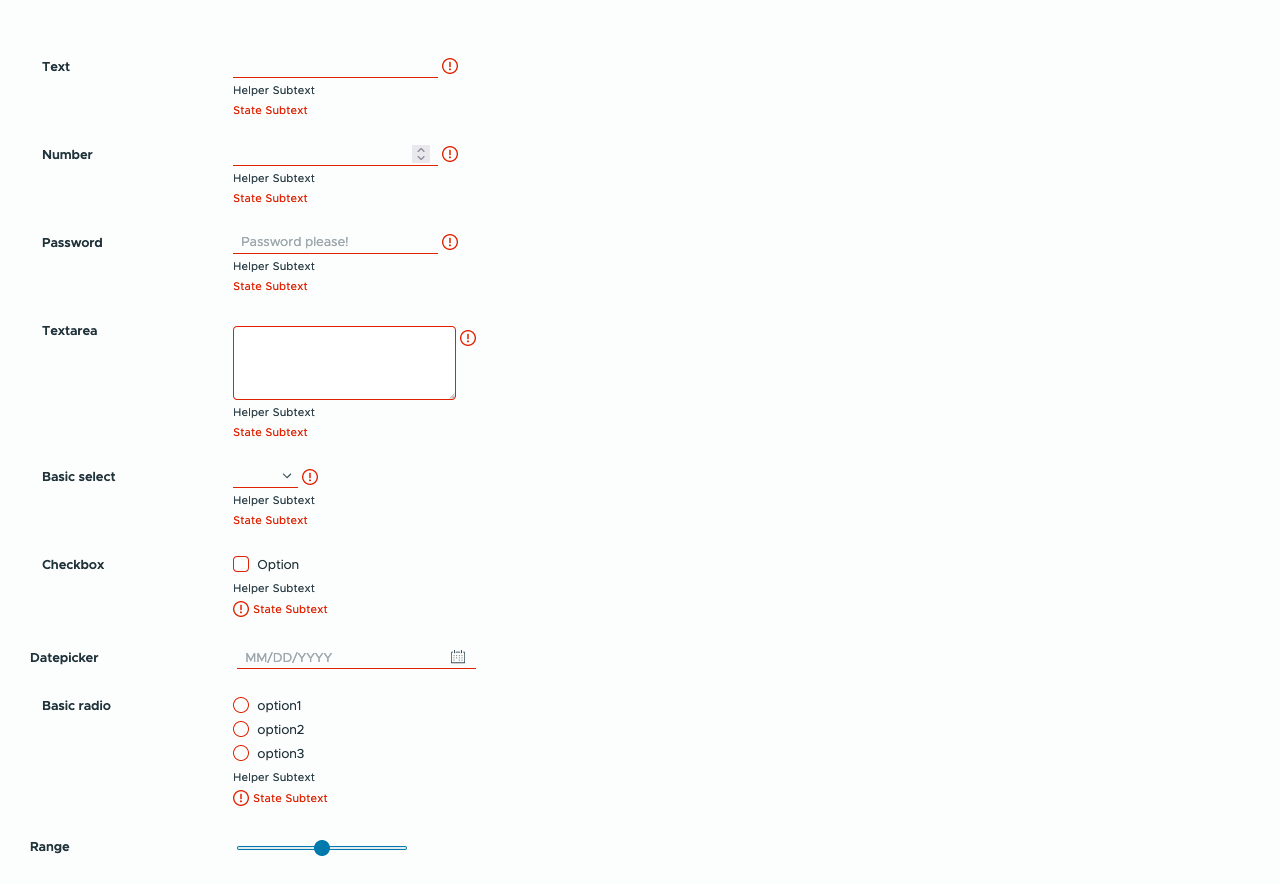 Text
Helper Subtext
State Subtext
Number
Helper Subtext
State Subtext
Password Password please!
Helper Subtext
State Subtext
Textarea
Helper Subtext
State Subtext
Basic select
Helper Subtext
State Subtext
Checkbox Option
Helper Subtext
State Subtext
Datepicker MM/DD/YYYY
Basic radio option1
option2
option3
Helper Subtext
State Subtext
Range